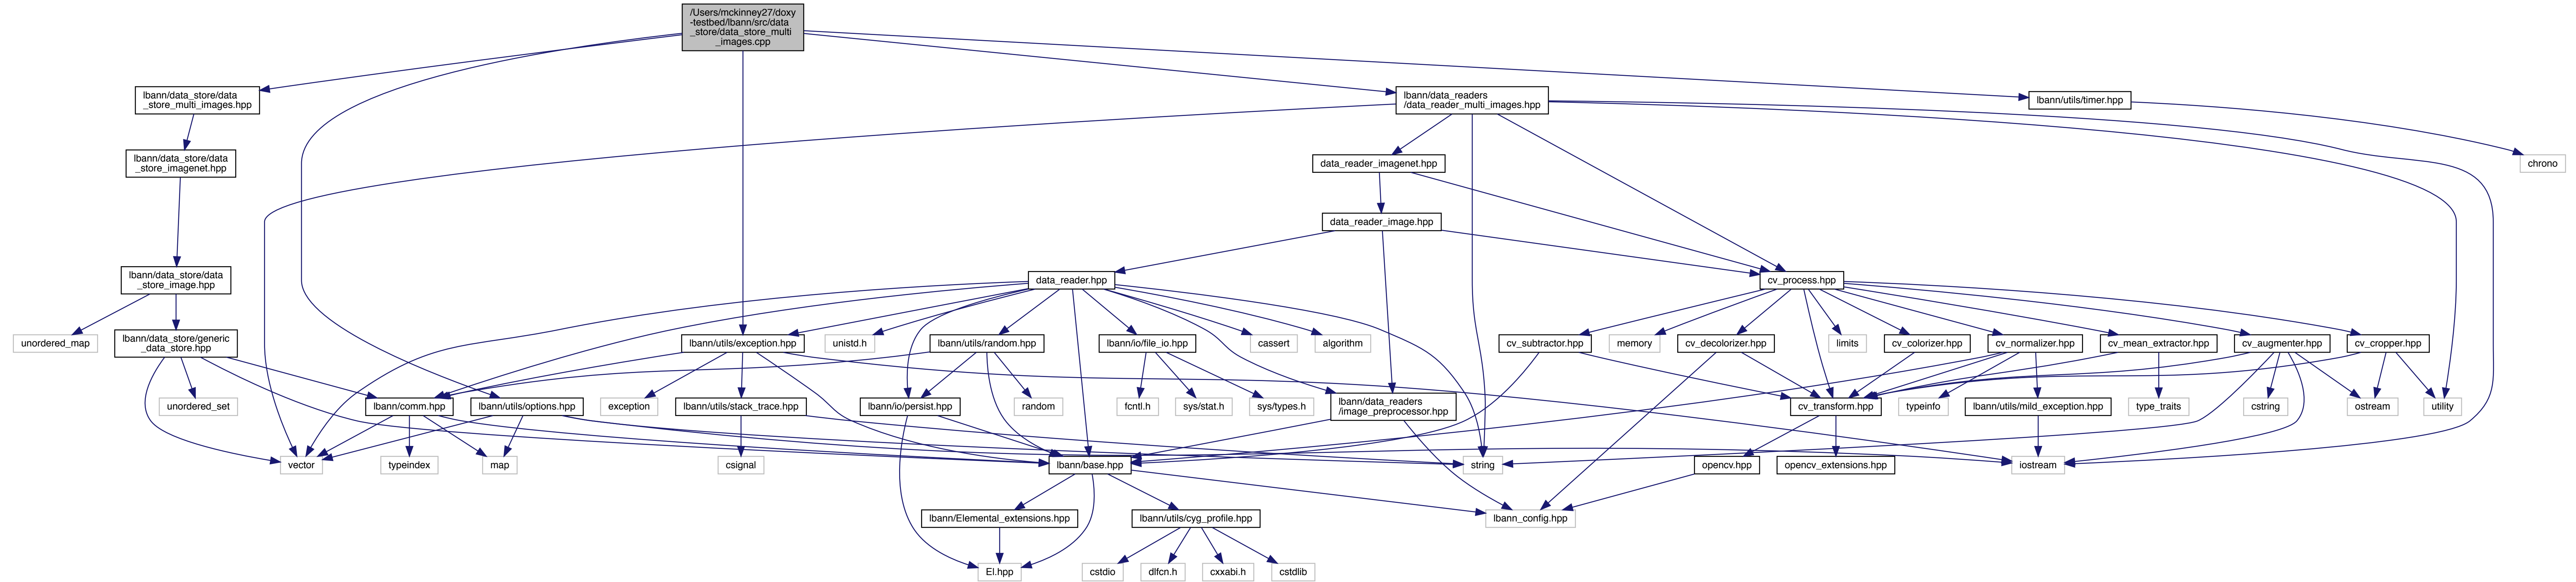 /Users/mckinney27/doxy
-testbed/lbann/src/data
_store/data_store_multi
_images.cpp
lbann/data_store/data
_store_multi_images.hpp
lbann/data_readers
/data_reader_multi_images.hpp
lbann/utils/timer.hpp
lbann/data_store/data
_store_imagenet.hpp
data_reader_imagenet.hpp
chrono
data_reader_image.hpp
lbann/data_store/data
_store_image.hpp
data_reader.hpp
cv_process.hpp
unordered_map
lbann/data_store/generic
_data_store.hpp
lbann/utils/exception.hpp
unistd.h
lbann/utils/random.hpp
lbann/io/file_io.hpp
cassert
algorithm
cv_subtractor.hpp
memory
cv_decolorizer.hpp
limits
cv_colorizer.hpp
cv_normalizer.hpp
cv_mean_extractor.hpp
cv_augmenter.hpp
cv_cropper.hpp
unordered_set
lbann/comm.hpp
lbann/utils/options.hpp
exception
lbann/utils/stack_trace.hpp
lbann/io/persist.hpp
random
fcntl.h
sys/stat.h
sys/types.h
lbann/data_readers
/image_preprocessor.hpp
cv_transform.hpp
typeinfo
lbann/utils/mild_exception.hpp
type_traits
cstring
ostream
utility
vector
typeindex
map
csignal
lbann/base.hpp
string
opencv.hpp
opencv_extensions.hpp
iostream
lbann/Elemental_extensions.hpp
lbann/utils/cyg_profile.hpp
lbann_config.hpp
El.hpp
cstdio
dlfcn.h
cxxabi.h
cstdlib